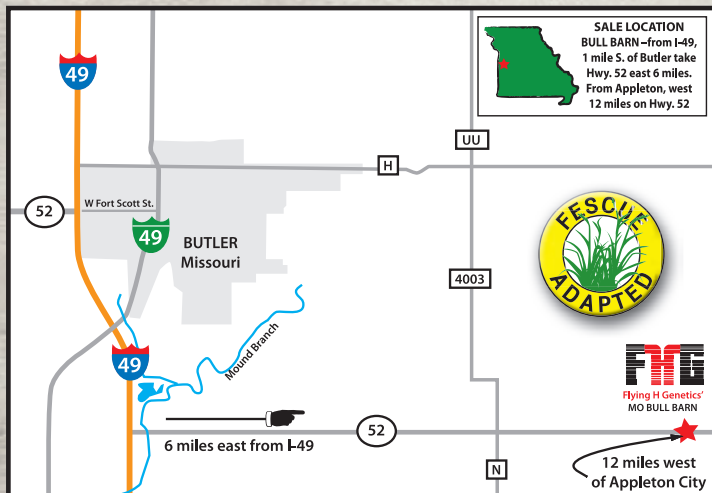 49
SALE LOCATION
BULL BARN–from I-49,
1 mile S. of Butler take
Hwy. 52 east 6 miles.
From Appleton, west
12 miles on Hwy. 52
UU
H
52
W Fort Scott St.
49
BUTLER
Missouri
FESCUE
ADAPTED
4003
Mound Branch
49
FHG
Flying H Genetics'
MO BULL BARN
6 miles east from I-49
52
N
12 miles west
of Appleton City